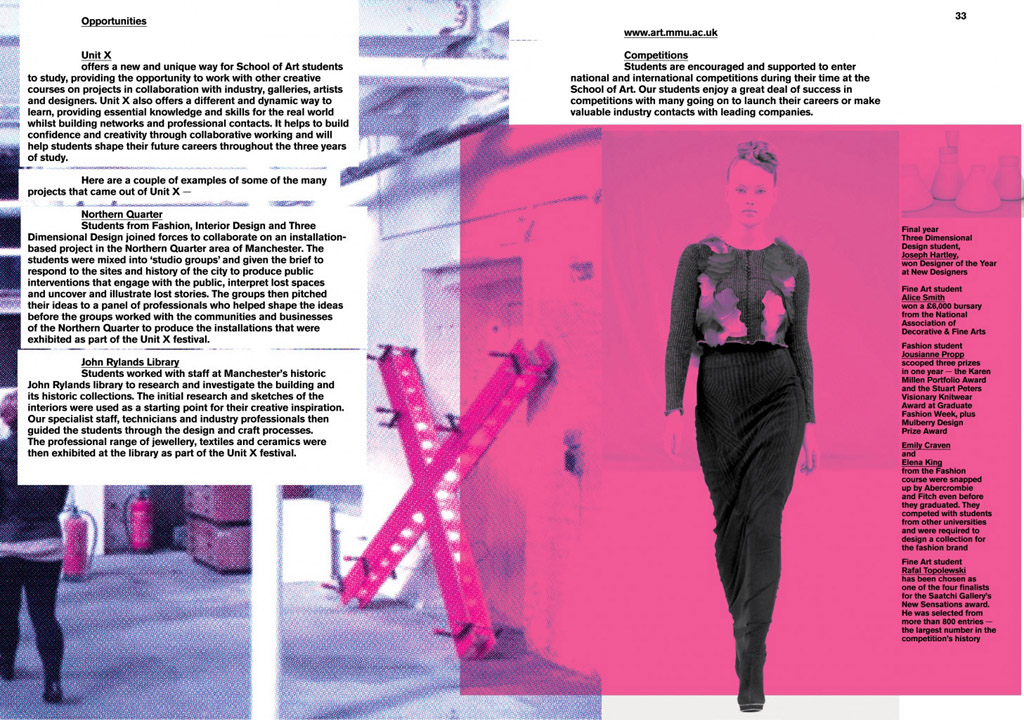 Opportunities
Unit X
offers a new and unique way for School of Art students
to study, providing the opportunity to work with other creative
courses on projects in collaboration with industry, galleries, artists
and designers. Unit X also offers a different and dynamic way to
learn, providing essential knowledge and skills for the real world
whilst building networks and professional contacts. It helps to build
confidence and creativity through collaborative working and will
help students shape their future careers throughout the three years
of study.
Here are a couple of examples of some of the many
projects that came out of Unit X —
Northern Quarter
Students from Fashion, Interior Design and Three
Dimensional Design joined forces to collaborate on an installation-
based project in the Northern Quarter area of Manchester. The
students were mixed into ‘studio groups’ and given the brief to
respond to the sites and history of the city to produce public
interventions that engage with the public, interpret lost spaces
and uncover and illustrate lost stories. The groups then pitched
their ideas to a panel of professionals who helped shape the ideas
before the groups worked with the communities and businesses
of the Northern Quarter to produce the installations that were
exhibited as part of the Unit X festival.
John Rylands Library
Students worked with staff at Manchester's historic
John Rylands library to research and investigate the building and
its historic collections. The initial research and sketches of the
interiors were used as a starting point for their creative inspiration.
Our specialist staff, technicians and industry professionals then
guided the students through the design and craft processes.
The professional range of jewellery, textiles and ceramics were
then exhibited at the library as part of the Unit X festival.
33
www.art.mmu.ac.uk
Competitions
Students are encouraged and supported to enter
national and international competitions during their time at the
School of Art. Our students enjoy a great deal of success in
competitions with many going on to launch their careers or make
valuable industry contacts with leading companies.
Final year
Three Dimensional
Design student,
Joseph Hartley,
won Designer of the Year
at New Designers
Fine Art student
Alice Smith
won a £6,000 bursary
from the National
Association of
Decorative & Fine Arts
Fashion student
Jousianne Propp
scooped three prizes
in one year — the Karen
Millen Portfolio Award
and the Stuart Peters
Visionary Knitwear
Award at Graduate
Fashion Week, plus
Mulberry Design
Prize Award
Emily Craven
and
Elena King
from the Fashion
course were snapped
up by Abercrombie
and Fitch even before
they graduated. They
competed with students
from other universities
and were required to
design a collection for
the fashion brand
Fine Art student
Rafal Topolewski
has been chosen as
one of the four finalists
for the Saatchi Gallery's
New Sensations award.
He was selected from
more than 800 entries —
the largest number in the
competition's history